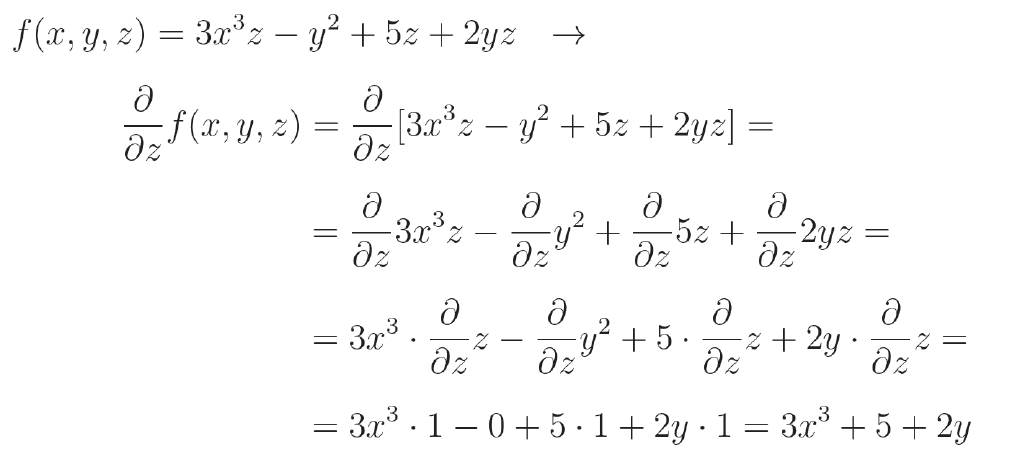 f(x, y, z) = 3x³z − y² + 5z + 2yz →
∂/∂z f(x, y, z) = ∂/∂z [3x³z − y² + 5z + 2yz] =
= ∂/∂z 3x³z − ∂/∂z y² + ∂/∂z 5z + ∂/∂z 2yz =
= 3x³ · ∂/∂z z − ∂/∂z y² + 5 · ∂/∂z z + 2y · ∂/∂z z =
= 3x³ · 1 − 0 + 5 · 1 + 2y · 1 = 3x³ + 5 + 2y